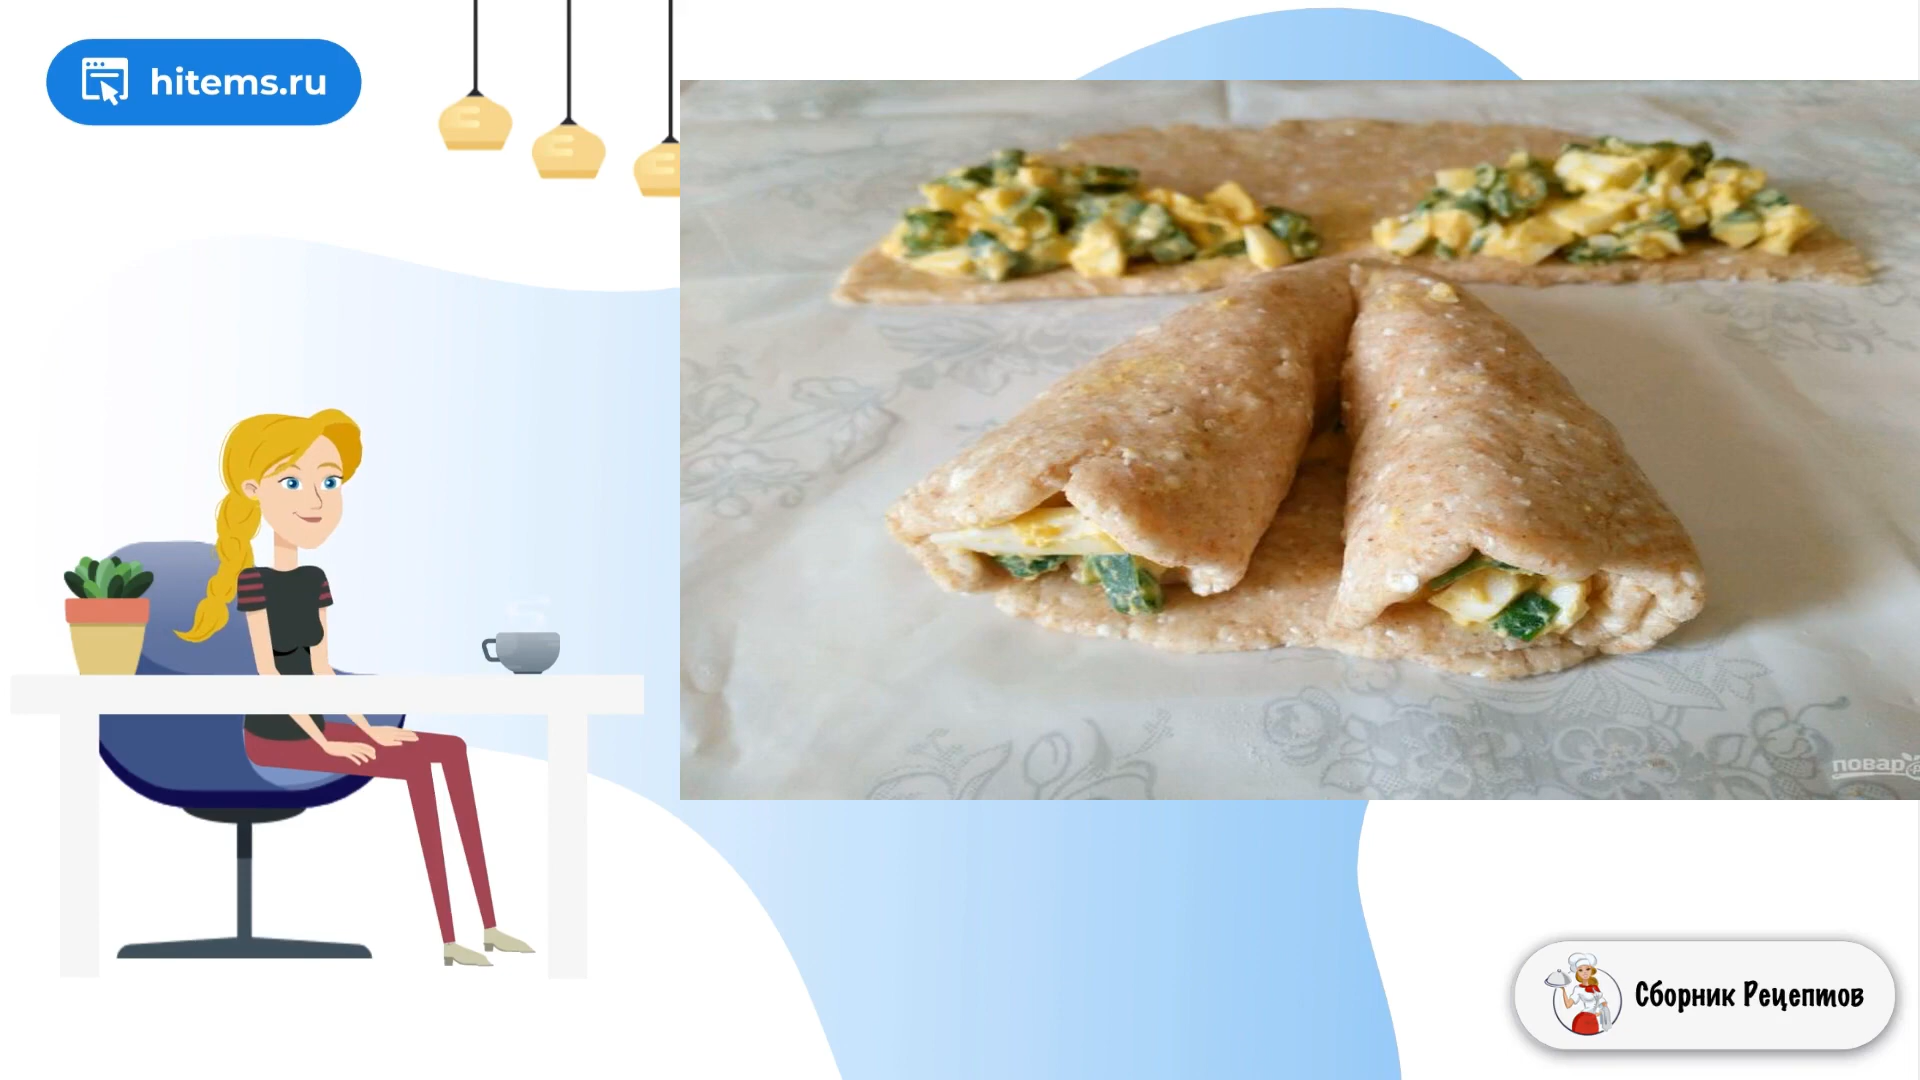 hitems.ru
повар
Сборник Рецептов